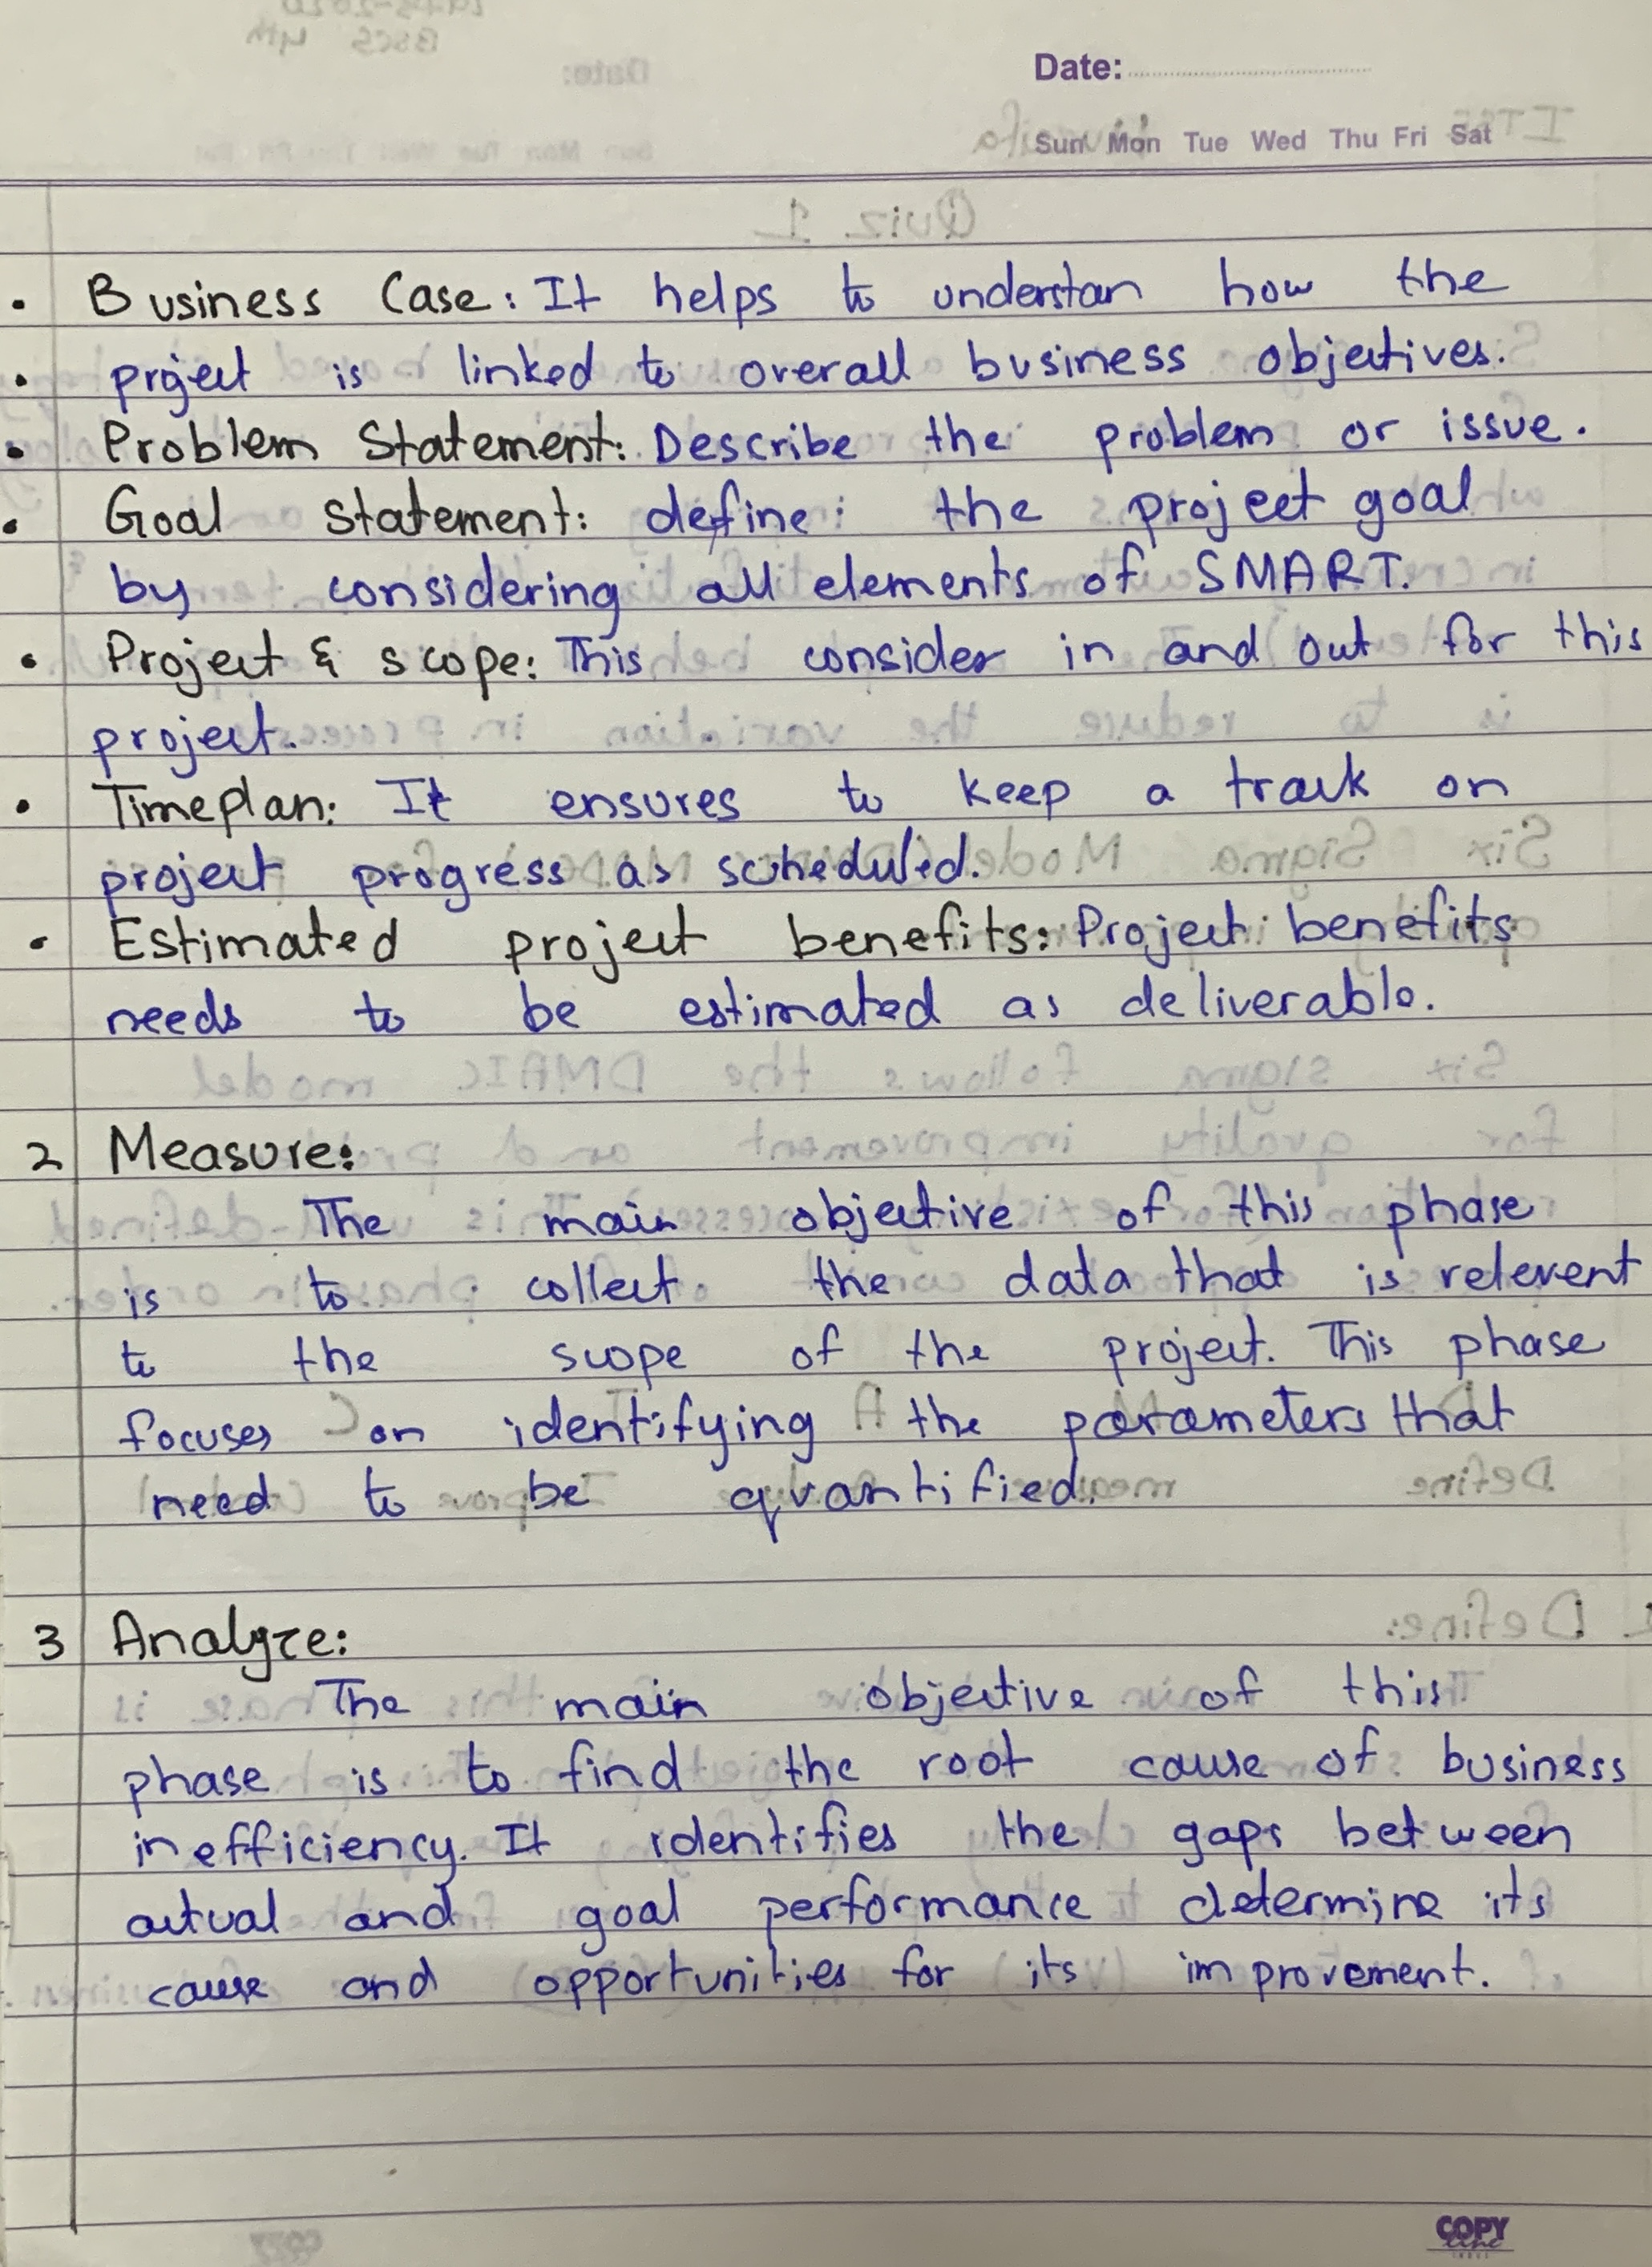 Date:
Sun Mon Tue Wed Thu Fri Sat
• Business Case: It helps to understan how the
• project is linked to overall business objectives.
• Problem Statement: Describe the problem or issue.
• Goal statement: define the project goal
by considering all elements of SMART.
• Project & scope: This consider in and out for this
project.
• Timeplan: It ensures to keep a track on
project progress as scheduled.
• Estimated project benefits: Project benefits
needs to be estimated as deliverable.
2 Measure:
The main objective of this phase
is to collect the data that is relevent
to the scope of the project. This phase
focuses on identifying the parameters that
need to be quantified.
3 Analyze:
The main objective of this
phase is to find the root cause of business
inefficiency. It identifies the gaps between
actual and goal performance determine its
cause and opportunities for its improvement.
COPY
line